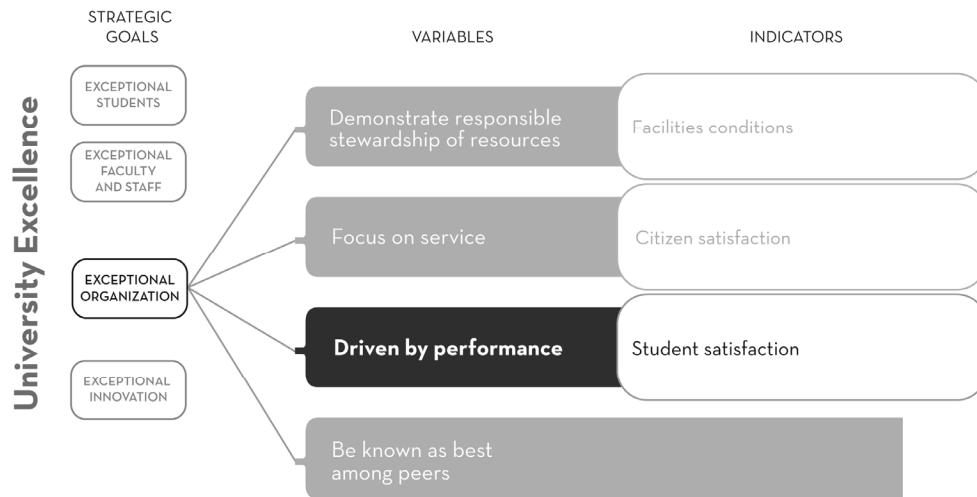 STRATEGIC
GOALS
VARIABLES
INDICATORS
University Excellence
EXCEPTIONAL
STUDENTS
EXCEPTIONAL
FACULTY
AND STAFF
EXCEPTIONAL
ORGANIZATION
EXCEPTIONAL
INNOVATION
Demonstrate responsible
stewardship of resources
Facilities conditions
Focus on service
Citizen satisfaction
Driven by performance
Student satisfaction
Be known as best
among peers